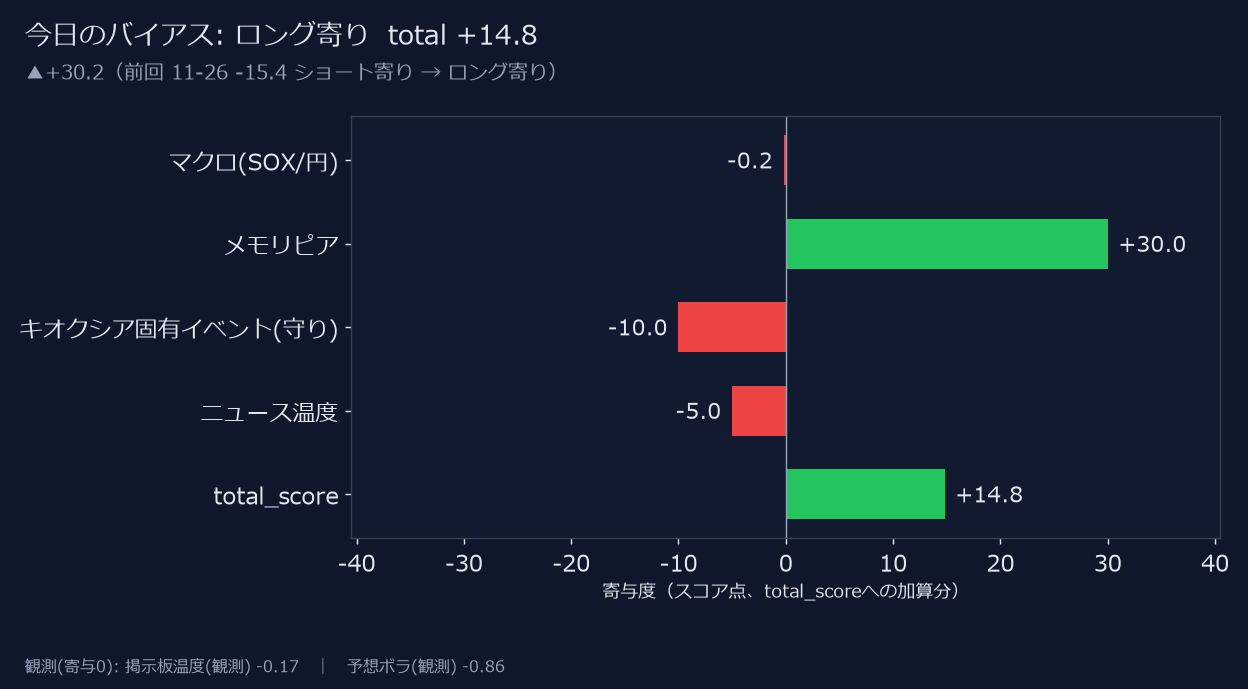 今日のバイアス: ロング寄り  total +14.8
▲+30.2（前回 11-26 -15.4 ショート寄り → ロング寄り）
マクロ(SOX/円)
-0.2
メモリピア
+30.0
キオクシア固有イベント(守り)
-10.0
ニュース温度
-5.0
total_score
+14.8
-40 -30 -20 -10 0 10 20 30 40
寄与度（スコア点、total_scoreへの加算分）
観測(寄与0): 掲示板温度(観測) -0.17 ｜ 予想ボラ(観測) -0.86